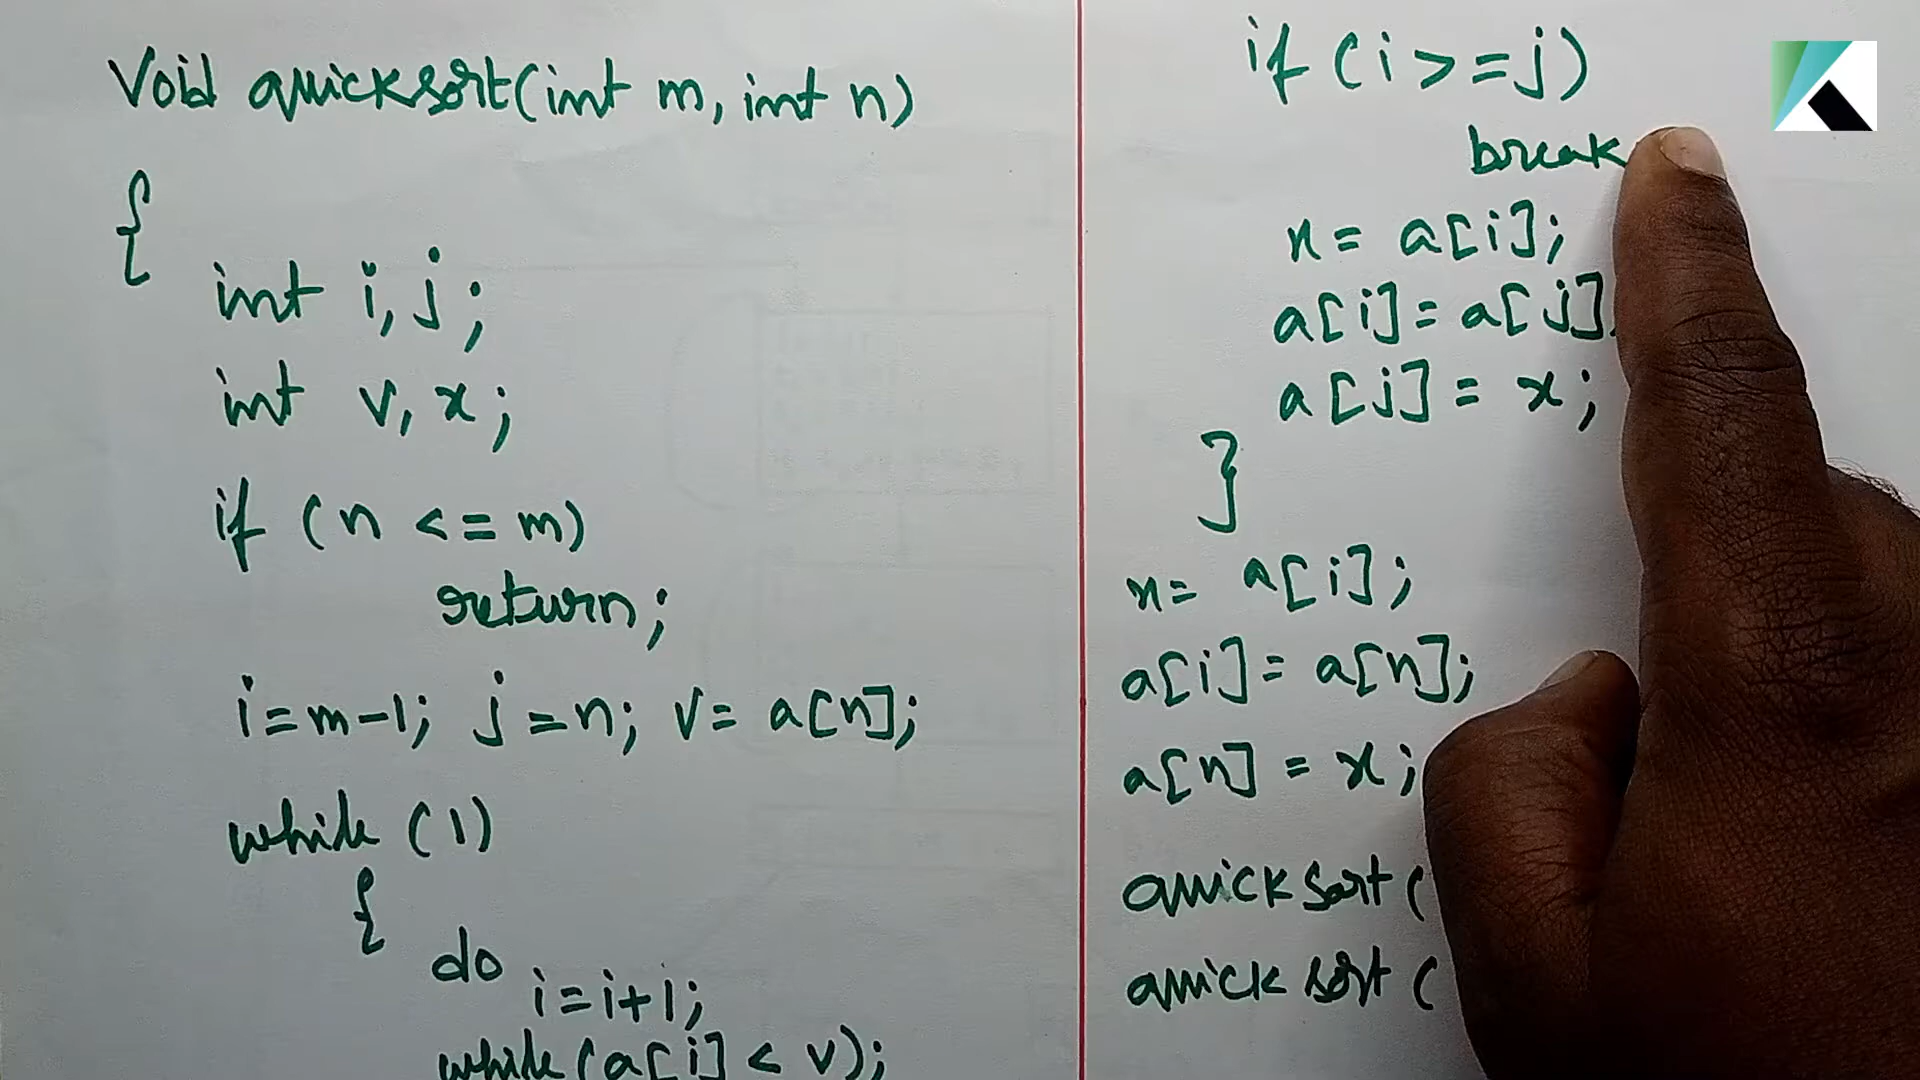 Void quicksort(int m, int n)
{
int i, j;
int v, x;
if (n <= m)
return;
i=m-1; j=n; v= a[n];
while (1)
{
do
i=i+1;
while (a[i] < v);
if (i>=j)
break
x= a[i];
a[i]= a[j]
a[j] = x;
}
x= a[i];
a[i]= a[n];
a[n] = x;
quicksort (
quicksort (